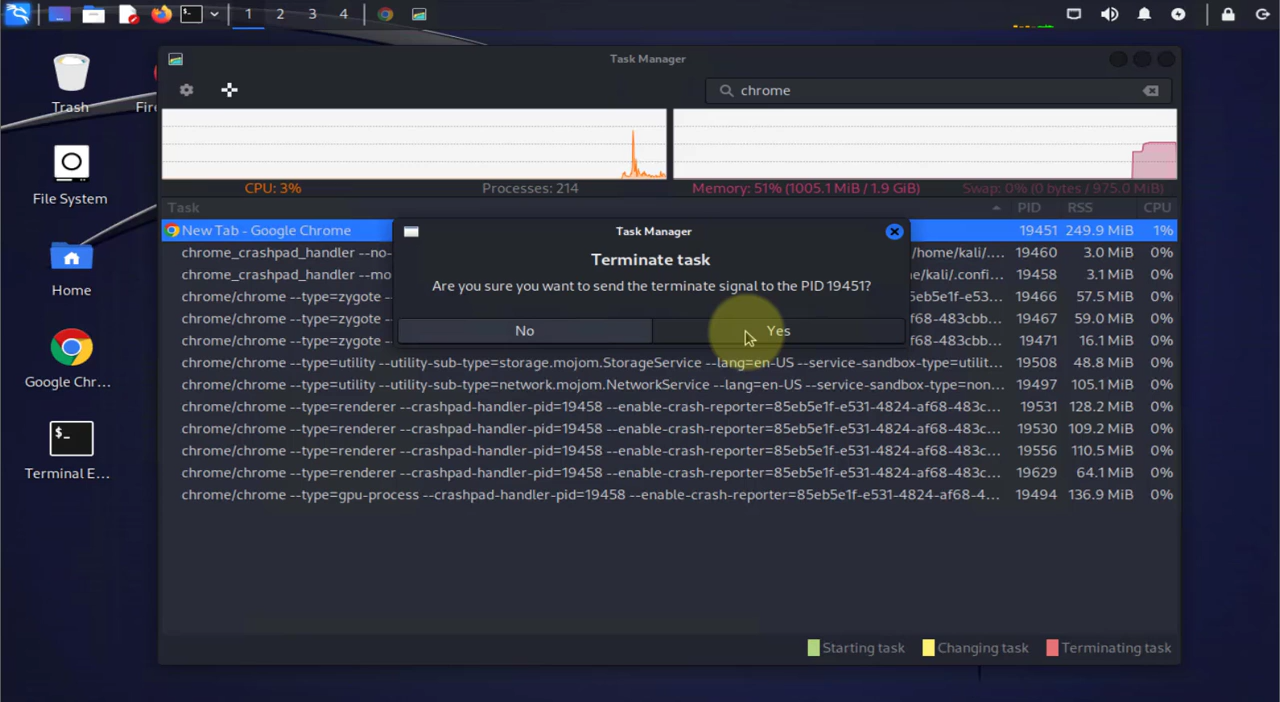 1 2 3 4
Task Manager
chrome
CPU: 3% Processes: 214 Memory: 51% (1005.1 MiB / 1.9 GiB) Swap: 0% (0 bytes / 975.0 MiB)
Task PID RSS CPU
New Tab - Google Chrome 19451 249.9 MiB 1%
chrome_crashpad_handler --no- /home/kali/.... 19460 3.0 MiB 0%
chrome_crashpad_handler --mo /kali/.confi... 19458 3.1 MiB 0%
chrome/chrome --type=zygote - eb5e1f-e53... 19466 57.5 MiB 0%
chrome/chrome --type=zygote - f68-483cbb... 19467 59.0 MiB 0%
chrome/chrome --type=zygote - f68-483cbb... 19471 16.1 MiB 0%
chrome/chrome --type=utility --utility-sub-type=storage.mojom.StorageService --lang=en-US --service-sandbox-type=utilit... 19508 48.8 MiB 0%
chrome/chrome --type=utility --utility-sub-type=network.mojom.NetworkService --lang=en-US --service-sandbox-type=non... 19497 105.1 MiB 0%
chrome/chrome --type=renderer --crashpad-handler-pid=19458 --enable-crash-reporter=85eb5e1f-e531-4824-af68-483c... 19531 128.2 MiB 0%
chrome/chrome --type=renderer --crashpad-handler-pid=19458 --enable-crash-reporter=85eb5e1f-e531-4824-af68-483c... 19530 109.2 MiB 0%
chrome/chrome --type=renderer --crashpad-handler-pid=19458 --enable-crash-reporter=85eb5e1f-e531-4824-af68-483c... 19556 110.5 MiB 0%
chrome/chrome --type=renderer --crashpad-handler-pid=19458 --enable-crash-reporter=85eb5e1f-e531-4824-af68-483c... 19629 64.1 MiB 0%
chrome/chrome --type=gpu-process --crashpad-handler-pid=19458 --enable-crash-reporter=85eb5e1f-e531-4824-af68-4... 19494 136.9 MiB 0%
Starting task Changing task Terminating task
Task Manager
Terminate task
Are you sure you want to send the terminate signal to the PID 19451?
No Yes
Trash
Fire
File System
Home
Google Chr...
$_
Terminal E...